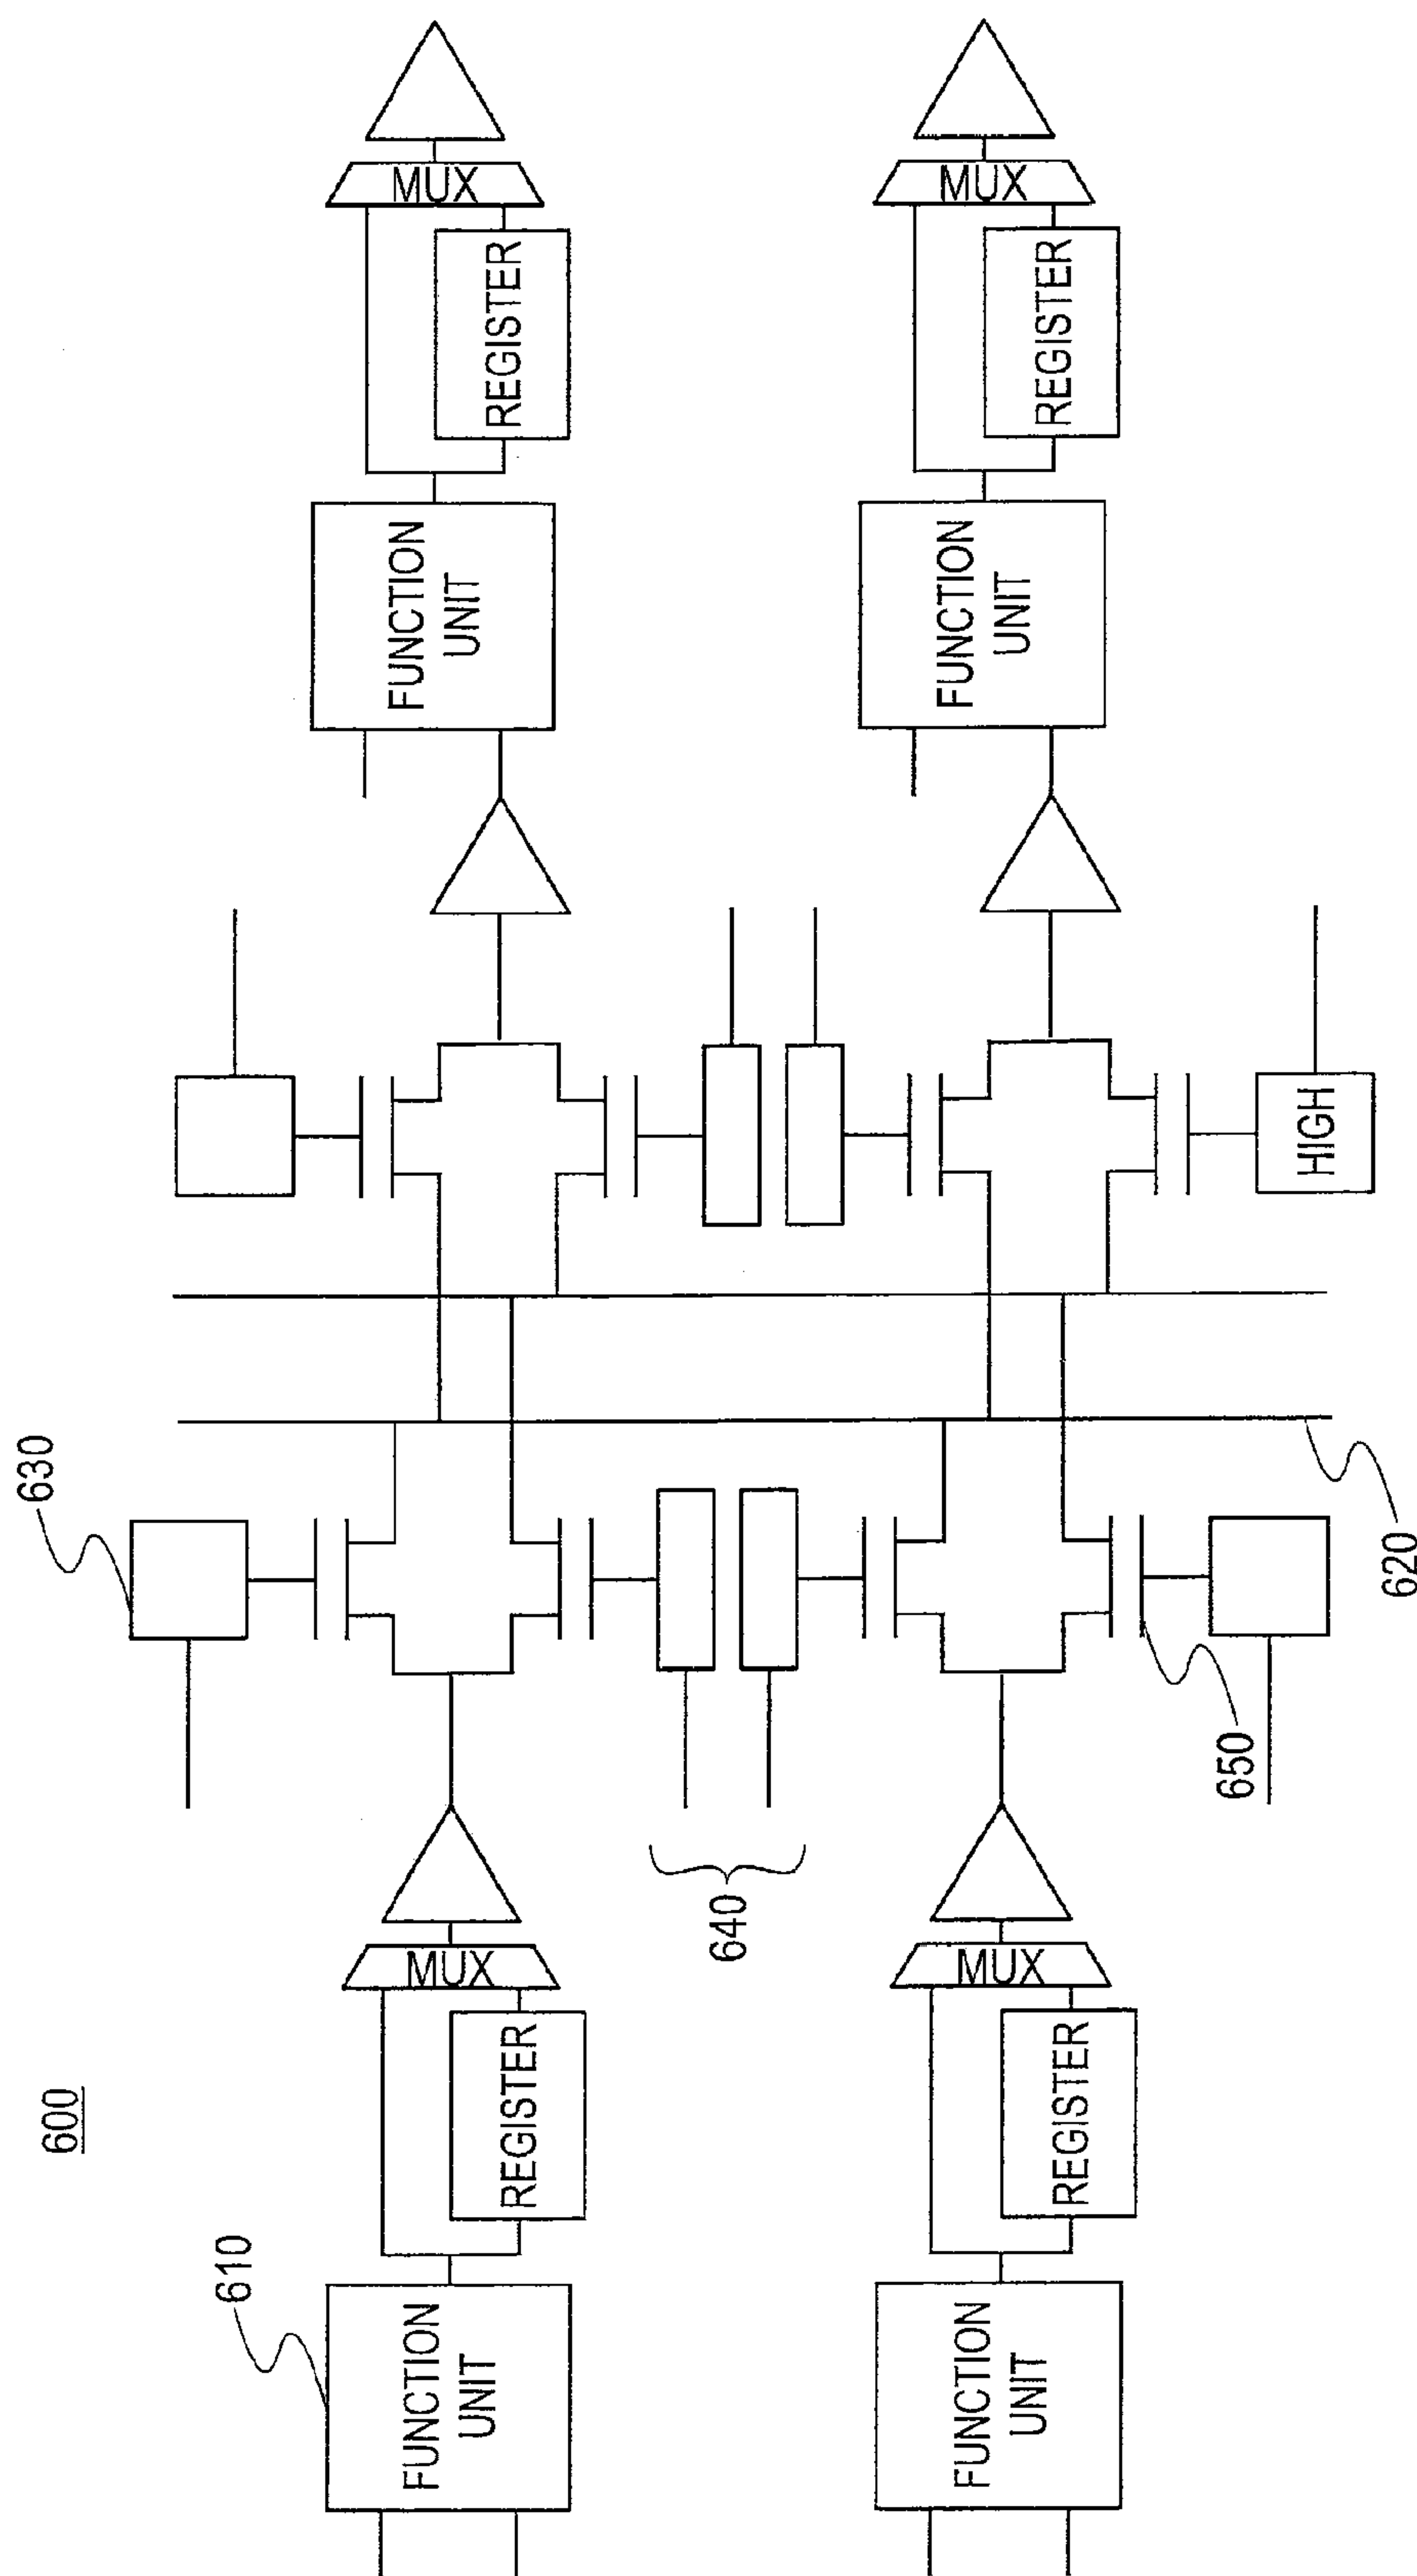 600
610
FUNCTION
UNIT
REGISTER
MUX
630
FUNCTION
UNIT
REGISTER
MUX
640
FUNCTION
UNIT
REGISTER
MUX
650
620
HIGH
FUNCTION
UNIT
REGISTER
MUX